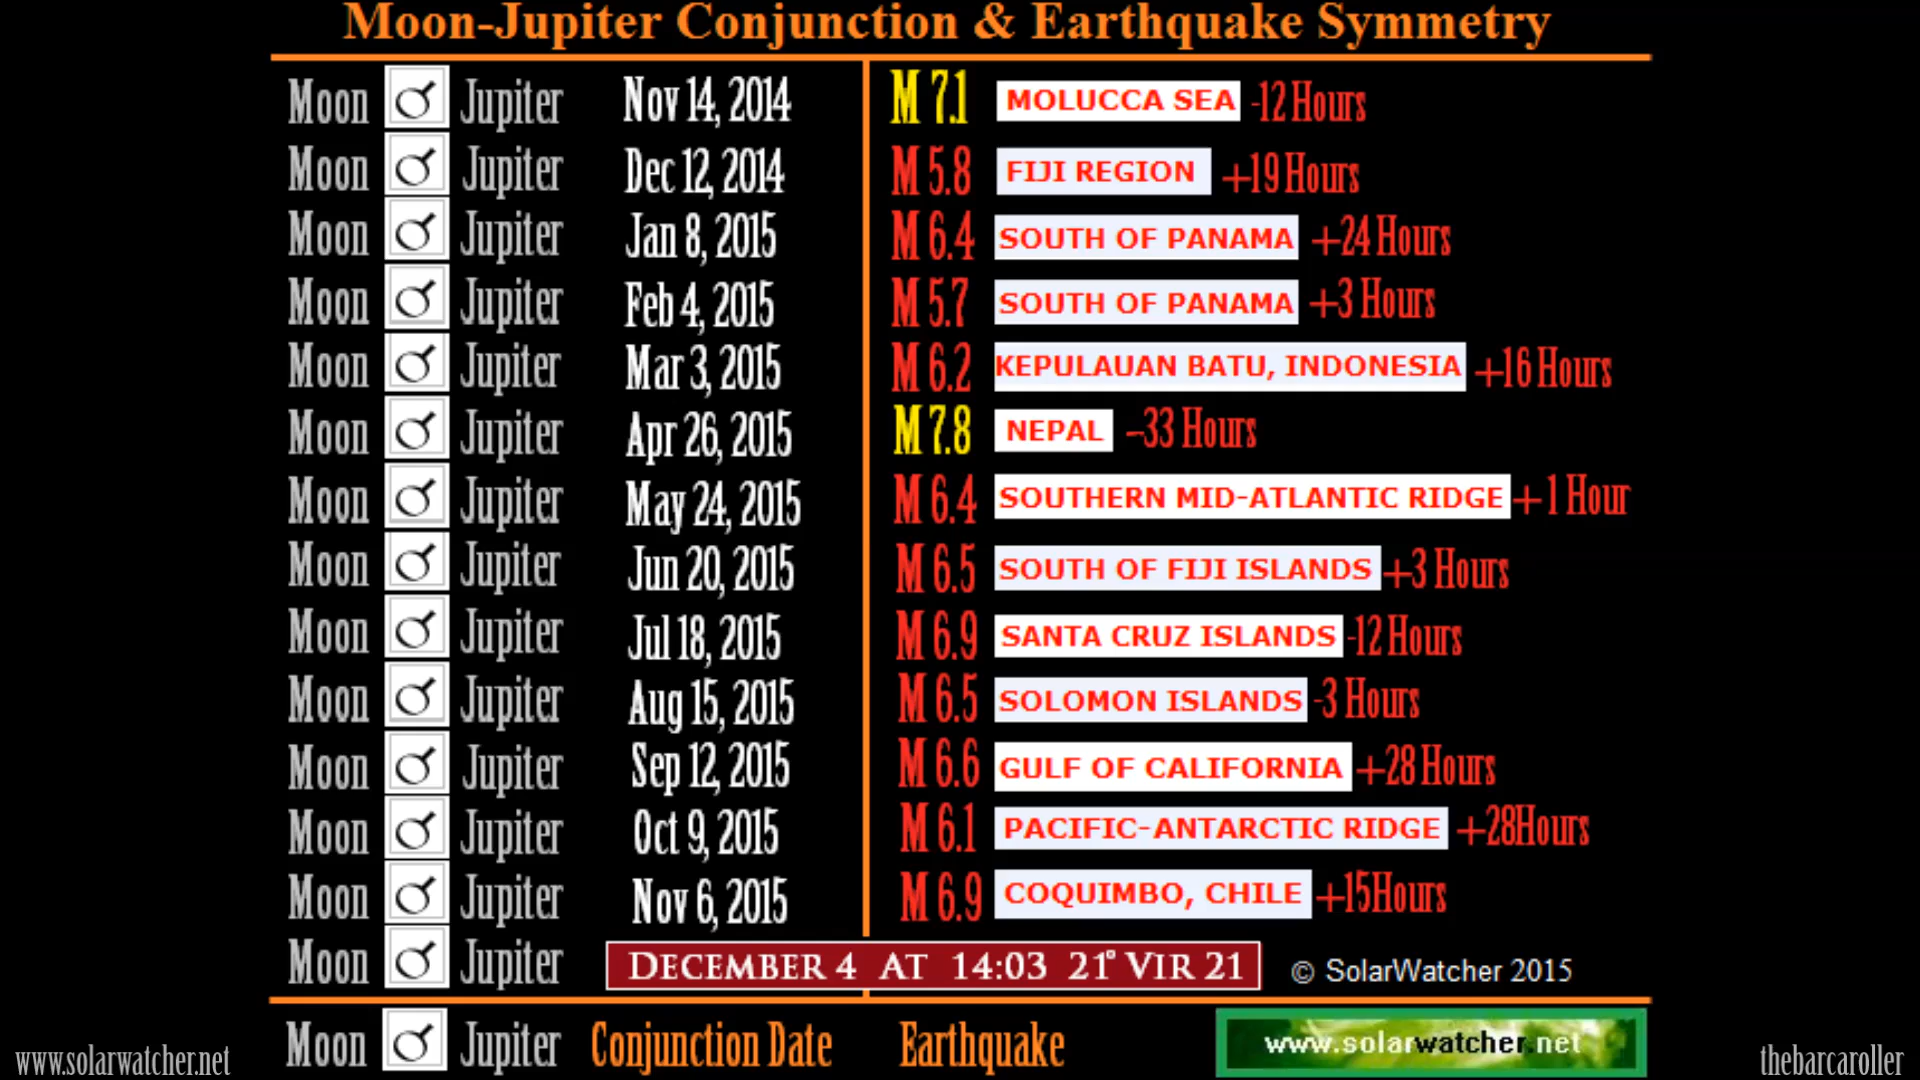 Moon-Jupiter Conjunction & Earthquake Symmetry
Moon Jupiter Nov 14, 2014 M 7.1 MOLUCCA SEA -12 Hours
Moon Jupiter Dec 12, 2014 M 5.8 FIJI REGION +19 Hours
Moon Jupiter Jan 8, 2015 M 6.4 SOUTH OF PANAMA +24 Hours
Moon Jupiter Feb 4, 2015 M 5.7 SOUTH OF PANAMA +3 Hours
Moon Jupiter Mar 3, 2015 M 6.2 KEPULAUAN BATU, INDONESIA +16 Hours
Moon Jupiter Apr 26, 2015 M 7.8 NEPAL -33 Hours
Moon Jupiter May 24, 2015 M 6.4 SOUTHERN MID-ATLANTIC RIDGE +1 Hour
Moon Jupiter Jun 20, 2015 M 6.5 SOUTH OF FIJI ISLANDS +3 Hours
Moon Jupiter Jul 18, 2015 M 6.9 SANTA CRUZ ISLANDS -12 Hours
Moon Jupiter Aug 15, 2015 M 6.5 SOLOMON ISLANDS -3 Hours
Moon Jupiter Sep 12, 2015 M 6.6 GULF OF CALIFORNIA +28 Hours
Moon Jupiter Oct 9, 2015 M 6.1 PACIFIC-ANTARCTIC RIDGE +28Hours
Moon Jupiter Nov 6, 2015 M 6.9 COQUIMBO, CHILE +15Hours
Moon Jupiter DECEMBER 4 AT 14:03 21° VIR 21 © SolarWatcher 2015
Moon Jupiter Conjunction Date Earthquake www.solarwatcher.net
www.solarwatcher.net thebarcaroller